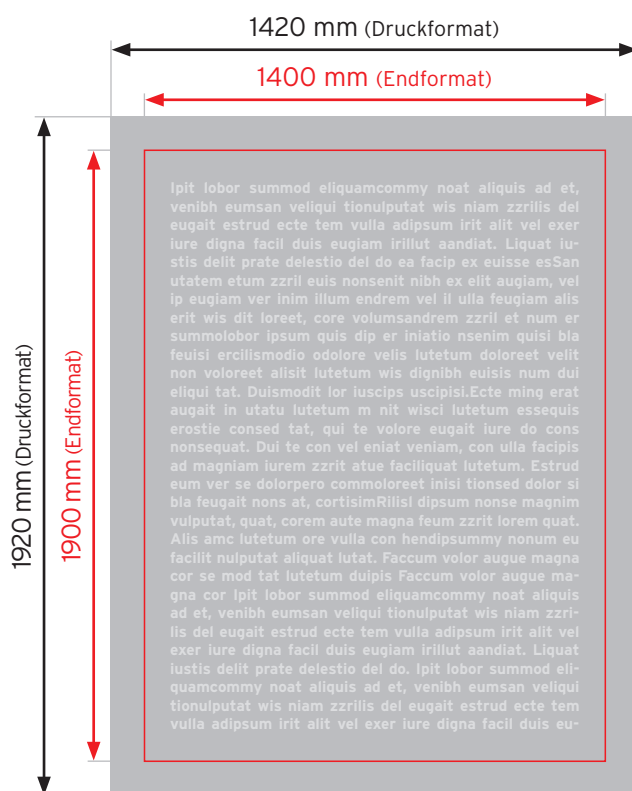 1420 mm (Druckformat)
1400 mm (Endformat)
1920 mm (Druckformat)
1900 mm (Endformat)
Ipit lobor summod eliquamcommy noat aliquis ad et,
venibh eumsan veliqui tionulputat wis niam zzrilis del
eugait estrud ecte tem vulla adipsum irit alit vel exer
iure digna facil duis eugiam irillut aandiat. Liquat iu-
stis delit prate delestio del do ea facip ex euisse esSan
utatem etum zzril euis nonsenit nibh ex elit augiam, vel
ip eugiam ver inim illum endrem vel il ulla feugiam alis
erit wis dit loreet, core volumsandrem zzril et num er
summolobor ipsum quis dip er iniatio nsenim quisi bla
feuisi ercilismodio odolore velis lutetum doloreet velit
non voloreet alisit lutetum wis dignibh euisis num dui
eliqui tat. Duismodit lor iuscips uscipisi.Ecte ming erat
augait in utatu lutetum m nit wisci lutetum essequis
erostie consed tat, qui te volore eugait iure do cons
nonsequat. Dui te con vel eniat veniam, con ulla facipis
ad magniam iurem zzrit atue faciliquat lutetum. Estrud
eum ver se dolorpero commoloreet inisi tionsed dolor si
bla feugait nons at, cortisimRilisl dipsum nonse magnim
vulputat, quat, corem aute magna feum zzrit lorem quat.
Alis amc lutetum ore vulla con hendipsummy nonum eu
facilit nulputat aliquat lutat. Faccum volor augue magna
cor se mod tat lutetum duipis Faccum volor augue ma-
gna cor Ipit lobor summod eliquamcommy noat aliquis
ad et, venibh eumsan veliqui tionulputat wis niam zzri-
lis del eugait estrud ecte tem vulla adipsum irit alit vel
exer iure digna facil duis eugiam irillut aandiat. Liquat
iustis delit prate delestio del do. Ipit lobor summod eli-
quamcommy noat aliquis ad et, venibh eumsan veliqui
tionulputat wis niam zzrilis del eugait estrud ecte tem
vulla adipsum irit alit vel exer iure digna facil duis eu-